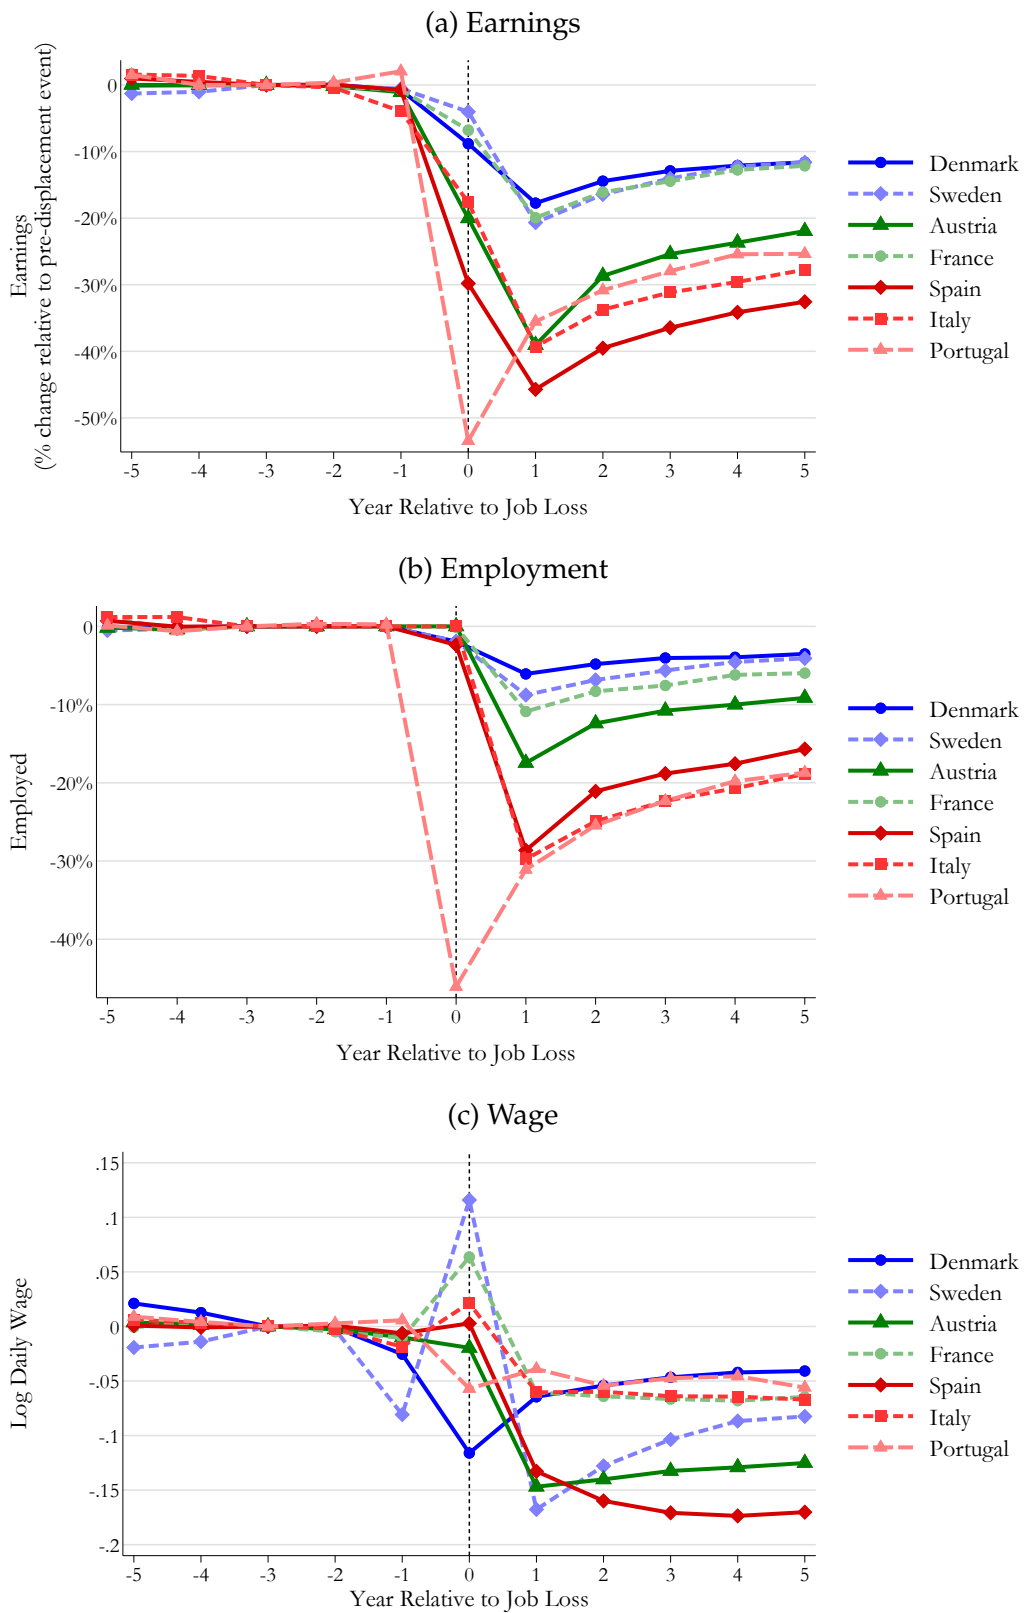 (a) Earnings
Earnings
(% change relative to pre-displacement event)
0
-10%
-20%
-30%
-40%
-50%
-5 -4 -3 -2 -1 0 1 2 3 4 5
Year Relative to Job Loss
Denmark
Sweden
Austria
France
Spain
Italy
Portugal
(b) Employment
Employed
0
-10%
-20%
-30%
-40%
-5 -4 -3 -2 -1 0 1 2 3 4 5
Year Relative to Job Loss
Denmark
Sweden
Austria
France
Spain
Italy
Portugal
(c) Wage
Log Daily Wage
.15
.1
.05
0
-.05
-.1
-.15
-.2
-5 -4 -3 -2 -1 0 1 2 3 4 5
Year Relative to Job Loss
Denmark
Sweden
Austria
France
Spain
Italy
Portugal